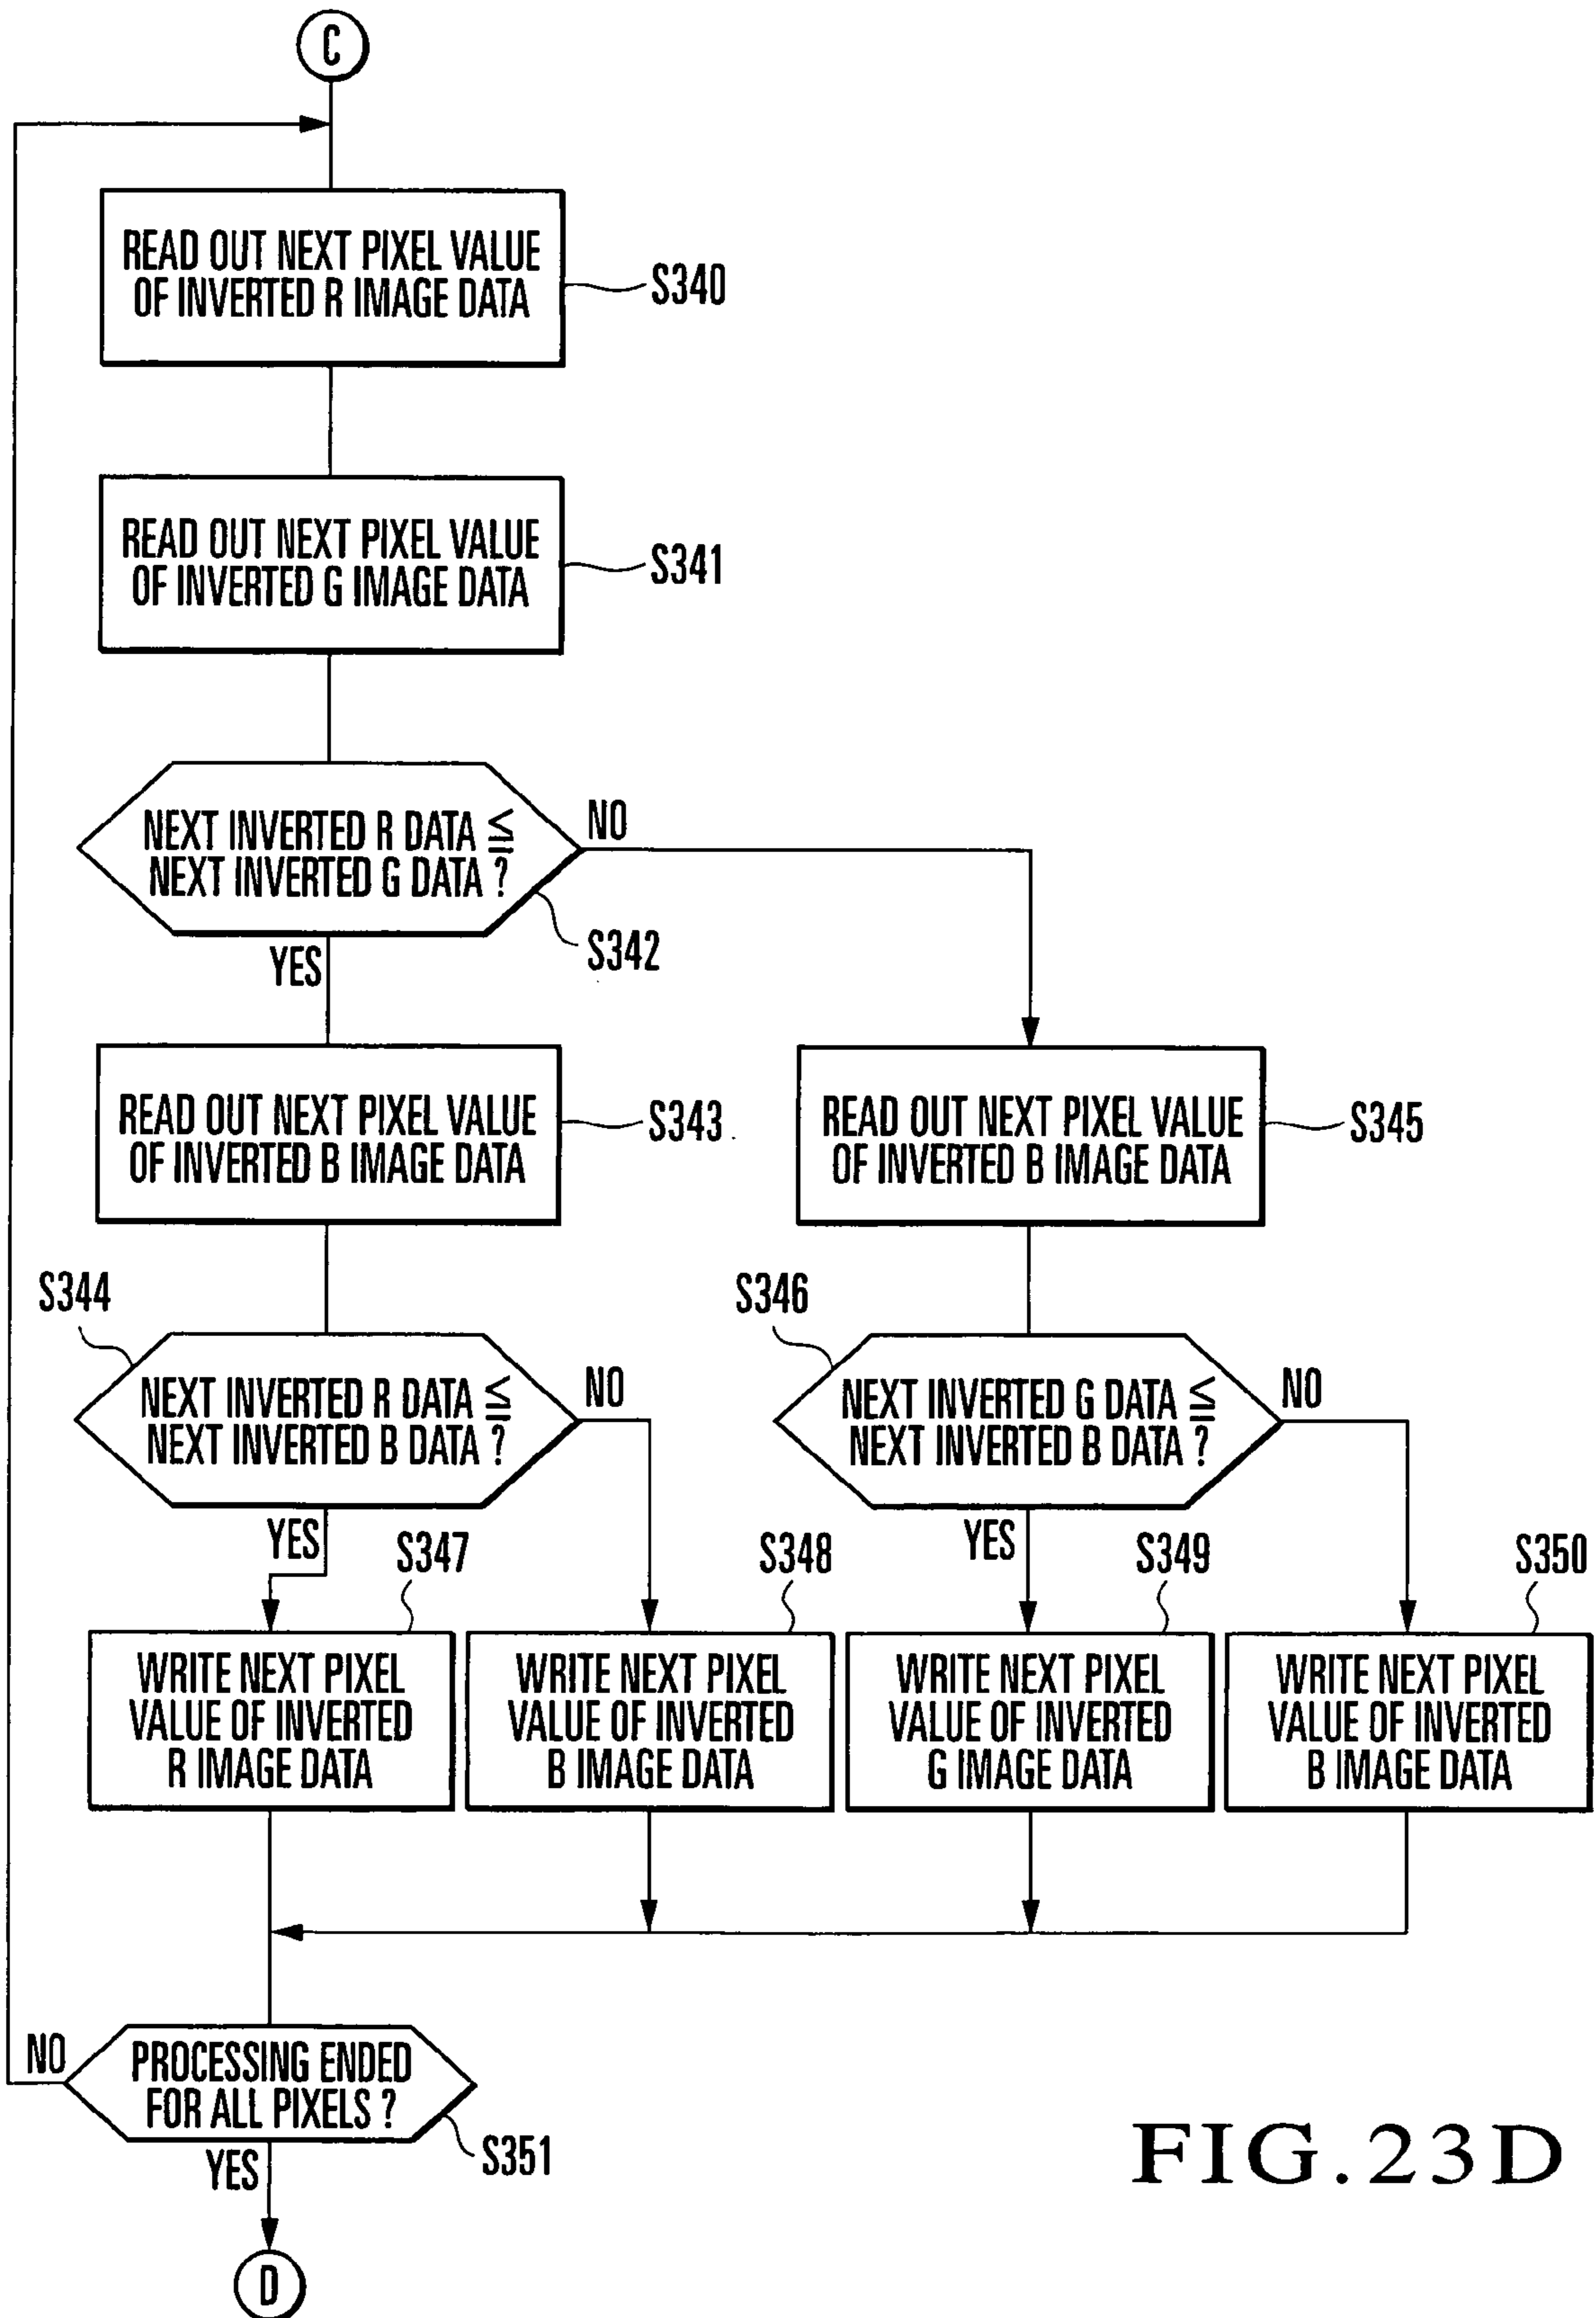 C
READ OUT NEXT PIXEL VALUE
OF INVERTED R IMAGE DATA
S340
READ OUT NEXT PIXEL VALUE
OF INVERTED G IMAGE DATA
S341
NEXT INVERTED R DATA ≦
NEXT INVERTED G DATA ?
NO
S342
YES
READ OUT NEXT PIXEL VALUE
OF INVERTED B IMAGE DATA
S343
READ OUT NEXT PIXEL VALUE
OF INVERTED B IMAGE DATA
S345
S344
NEXT INVERTED R DATA ≦
NEXT INVERTED B DATA ?
NO
YES
S346
NEXT INVERTED G DATA ≦
NEXT INVERTED B DATA ?
NO
YES
S347
WRITE NEXT PIXEL
VALUE OF INVERTED
R IMAGE DATA
S348
WRITE NEXT PIXEL
VALUE OF INVERTED
B IMAGE DATA
S349
WRITE NEXT PIXEL
VALUE OF INVERTED
G IMAGE DATA
S350
WRITE NEXT PIXEL
VALUE OF INVERTED
B IMAGE DATA
NO
PROCESSING ENDED
FOR ALL PIXELS ?
S351
YES
D
FIG.23D